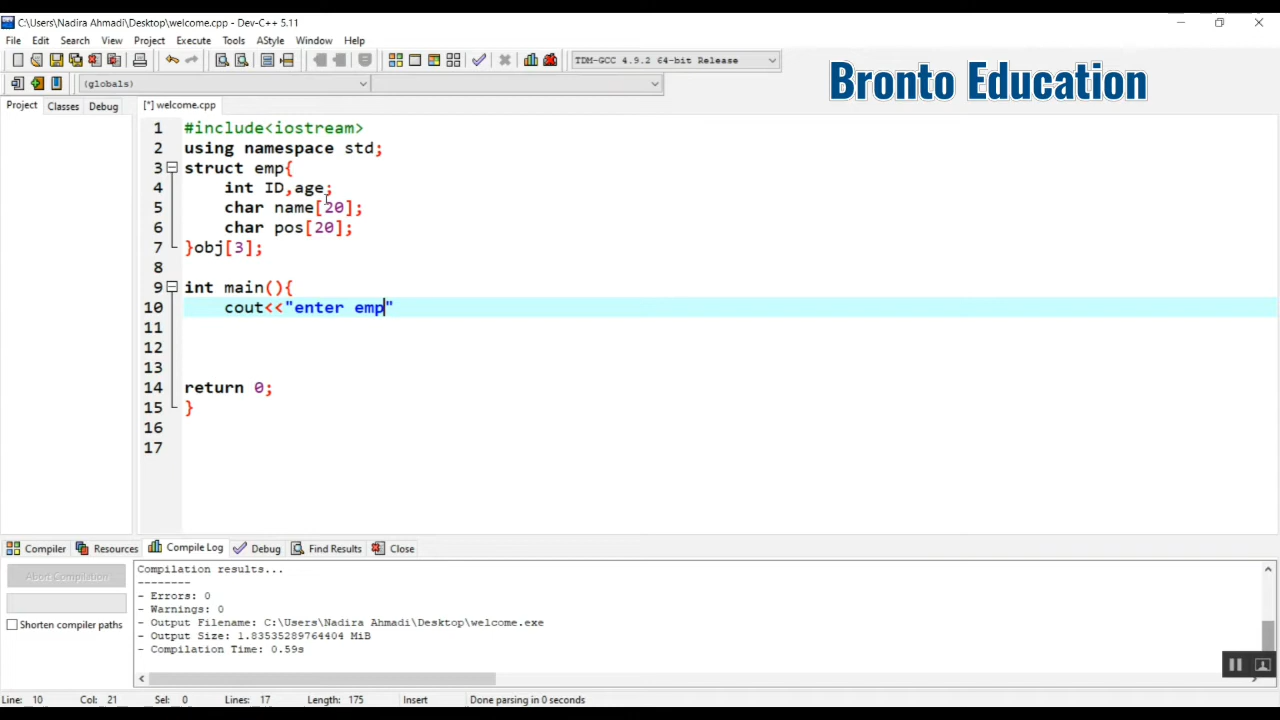 C:\Users\Nadira Ahmadi\Desktop\welcome.cpp - Dev-C++ 5.11
File Edit Search View Project Execute Tools AStyle Window Help
TDM-GCC 4.9.2 64-bit Release
(globals)
Bronto Education
Project Classes Debug
[*] welcome.cpp
1 #include<iostream>
2 using namespace std;
3 struct emp{
4 int ID,age;
5 char name[20];
6 char pos[20];
7 }obj[3];
8
9 int main(){
10 cout<<"enter emp"
11
12
13
14 return 0;
15 }
16
17
Compiler Resources Compile Log Debug Find Results Close
Abort Compilation
Shorten compiler paths
Compilation results...
--------
- Errors: 0
- Warnings: 0
- Output Filename: C:\Users\Nadira Ahmadi\Desktop\welcome.exe
- Output Size: 1.83535289764404 MiB
- Compilation Time: 0.59s
Line: 10 Col: 21 Sel: 0 Lines: 17 Length: 175 Insert Done parsing in 0 seconds